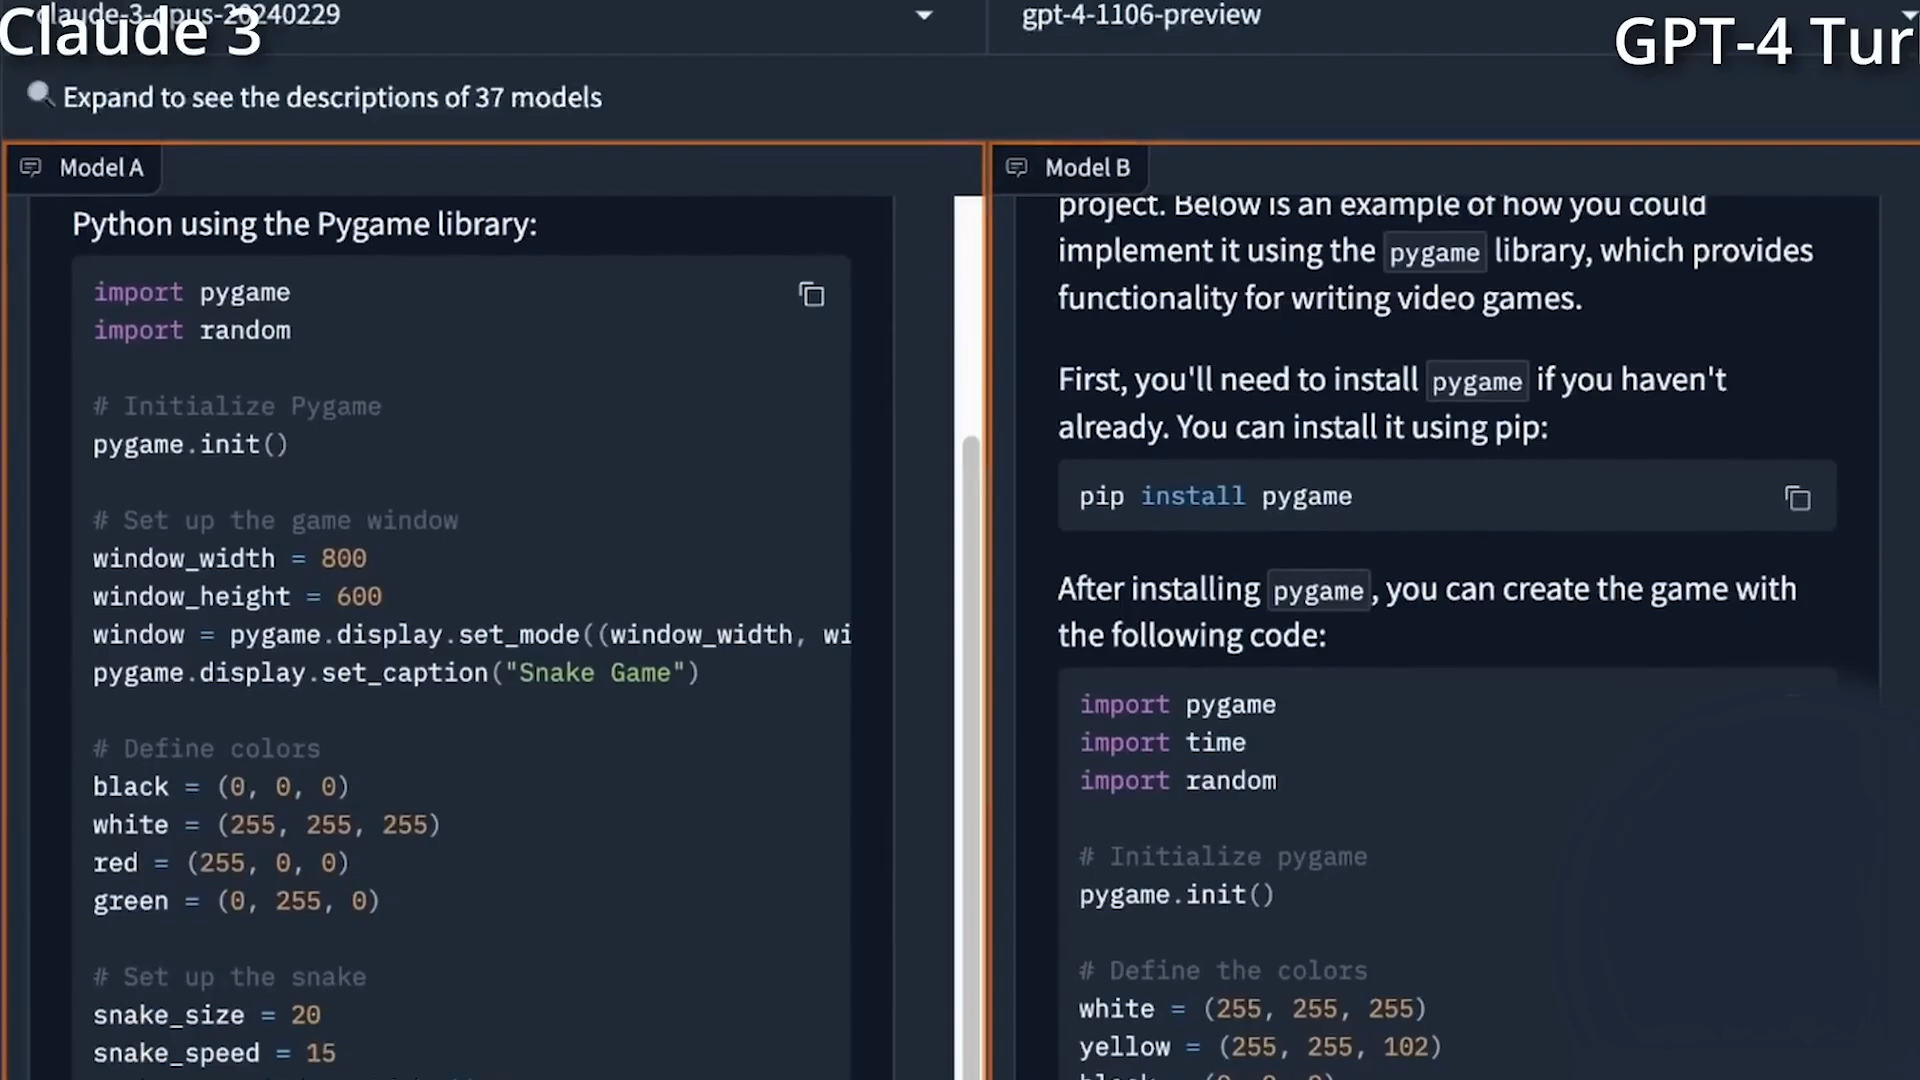 claude-3-opus-20240229
Claude 3
gpt-4-1106-preview
GPT-4 Tur
Expand to see the descriptions of 37 models
Model A
Python using the Pygame library:
import pygame
import random
# Initialize Pygame
pygame.init()
# Set up the game window
window_width = 800
window_height = 600
window = pygame.display.set_mode((window_width, wi
pygame.display.set_caption("Snake Game")
# Define colors
black = (0, 0, 0)
white = (255, 255, 255)
red = (255, 0, 0)
green = (0, 255, 0)
# Set up the snake
snake_size = 20
snake_speed = 15
Model B
project. Below is an example of how you could
implement it using the pygame library, which provides
functionality for writing video games.
First, you'll need to install pygame if you haven't
already. You can install it using pip:
pip install pygame
After installing pygame, you can create the game with
the following code:
import pygame
import time
import random
# Initialize pygame
pygame.init()
# Define the colors
white = (255, 255, 255)
yellow = (255, 255, 102)